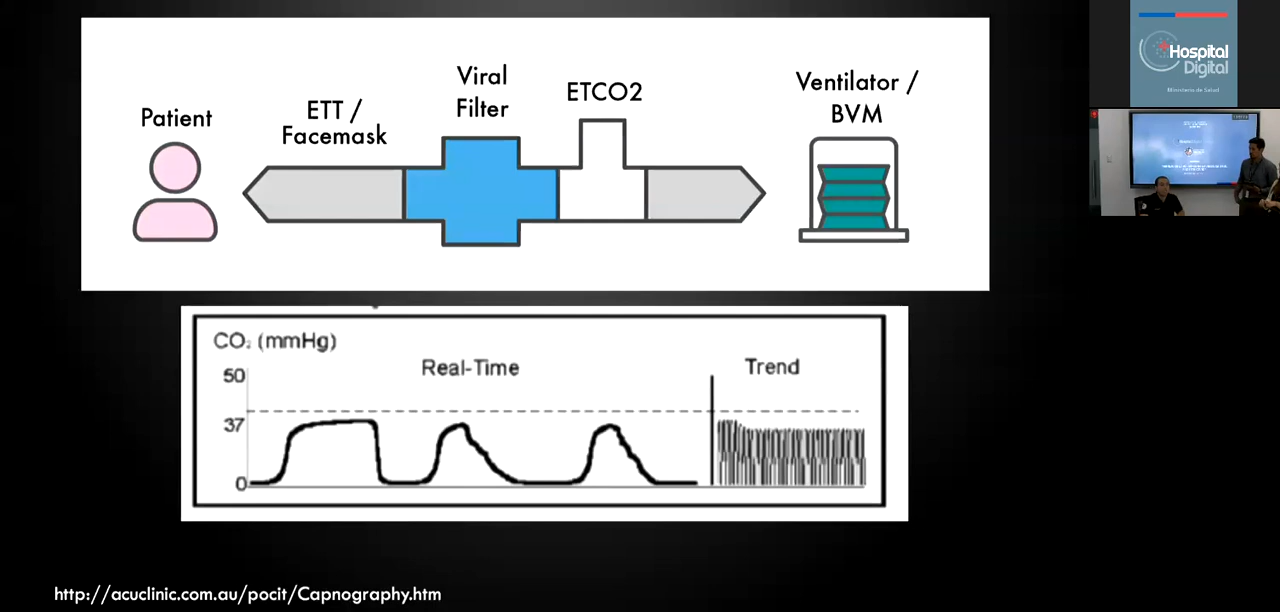 Patient
ETT /
Facemask
Viral
Filter
ETCO2
Ventilator /
BVM
CO₂ (mmHg)
Real-Time
Trend
50
37
0
http://acuclinic.com.au/pocit/Capnography.htm
Hospital
Digital
Ministerio de Salud